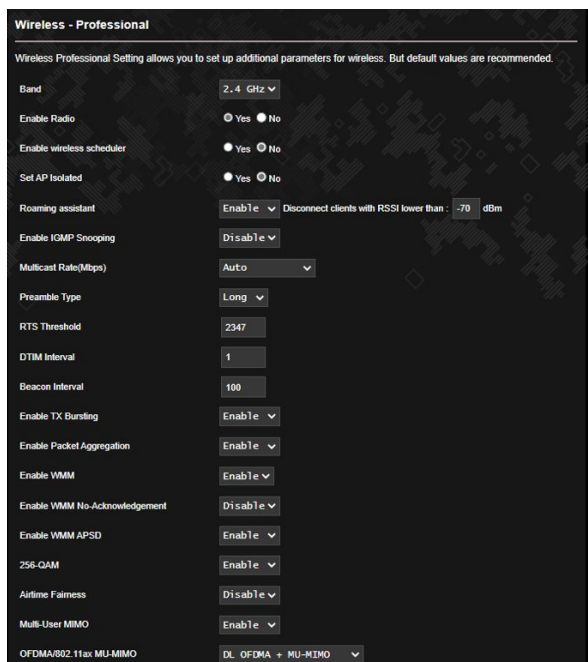 Wireless - Professional
Wireless Professional Setting allows you to set up additional parameters for wireless. But default values are recommended.
Band 2.4 GHz
Enable Radio Yes No
Enable wireless scheduler Yes No
Set AP Isolated Yes No
Roaming assistant Enable Disconnect clients with RSSI lower than : -70 dBm
Enable IGMP Snooping Disable
Multicast Rate(Mbps) Auto
Preamble Type Long
RTS Threshold 2347
DTIM Interval 1
Beacon Interval 100
Enable TX Bursting Enable
Enable Packet Aggregation Enable
Enable WMM Enable
Enable WMM No-Acknowledgement Disable
Enable WMM APSD Enable
256-QAM Enable
Airtime Fairness Disable
Multi-User MIMO Enable
OFDMA/802.11ax MU-MIMO DL OFDMA + MU-MIMO